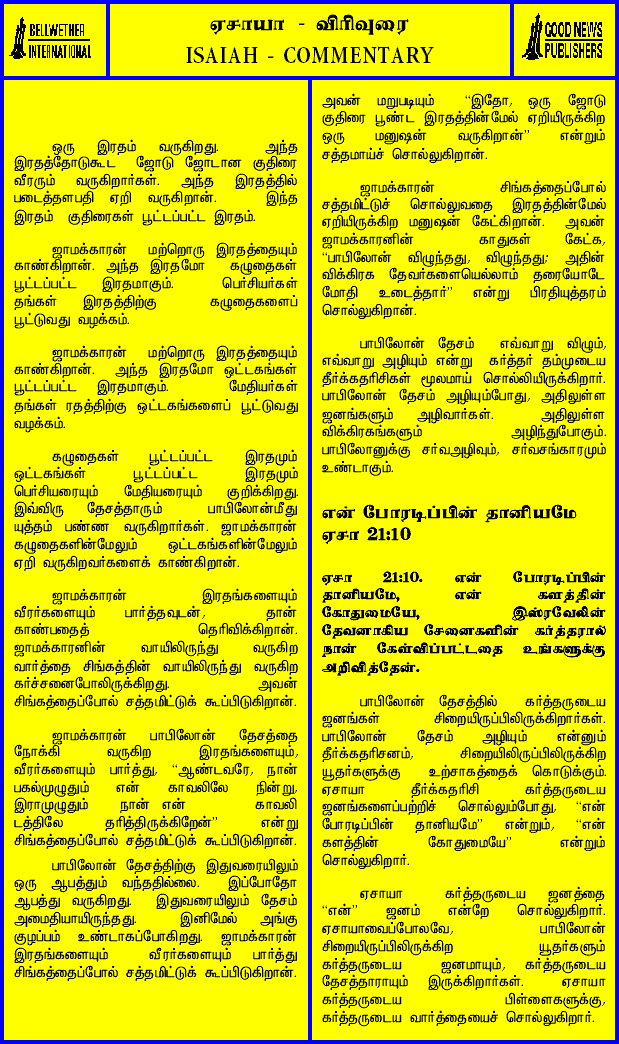 BELLWETHER
INTERNATIONAL
ஏசாயா - விரிவுரை
ISAIAH - COMMENTARY
GOOD NEWS
PUBLISHERS
ஒரு இரதம் வருகிறது. அந்த
இரதத்தோடுகூட ஜோடு ஜோடான குதிரை
வீரரும் வருகிறார்கள். அந்த இரதத்தில்
படைத்தளபதி ஏறி வருகிறான். இந்த
இரதம் குதிரைகள் பூட்டப்பட்ட இரதம்.
ஜாமக்காரன் மற்றொரு இரதத்தையும்
காண்கிறான். அந்த இரதமோ கழுதைகள்
பூட்டப்பட்ட இரதமாகும். பெர்சியர்கள்
தங்கள் இரதத்திற்கு கழுதைகளைப்
பூட்டுவது வழக்கம்.
ஜாமக்காரன் மற்றொரு இரதத்தையும்
காண்கிறான். அந்த இரதமோ ஒட்டகங்கள்
பூட்டப்பட்ட இரதமாகும். மேதியர்கள்
தங்கள் ரதத்திற்கு ஒட்டகங்களைப் பூட்டுவது
வழக்கம்.
கழுதைகள் பூட்டப்பட்ட இரதமும்
ஒட்டகங்கள் பூட்டப்பட்ட இரதமும்
பெர்சியரையும் மேதியரையும் குறிக்கிறது.
இவ்விரு தேசத்தாரும் பாபிலோன்மீது
யுத்தம் பண்ண வருகிறார்கள். ஜாமக்காரன்
கழுதைகளின்மேலும் ஒட்டகங்களின்மேலும்
ஏறி வருகிறவர்களைக் காண்கிறான்.
ஜாமக்காரன் இரதங்களையும்
வீரர்களையும் பார்த்தவுடன், தான்
காண்பதைத் தெரிவிக்கிறான்.
ஜாமக்காரனின் வாயிலிருந்து வருகிற
வார்த்தை சிங்கத்தின் வாயிலிருந்து வருகிற
கர்ச்சனைபோலிருக்கிறது. அவன்
சிங்கத்தைப்போல் சத்தமிட்டுக் கூப்பிடுகிறான்.
ஜாமக்காரன் பாபிலோன் தேசத்தை
நோக்கி வருகிற இரதங்களையும்,
வீரர்களையும் பார்த்து, “ஆண்டவரே, நான்
பகல்முழுதும் என் காவலிலே நின்று,
இராமுழுதும் நான் என் காவலி
டத்திலே தரித்திருக்கிறேன்” என்று
சிங்கத்தைப்போல் சத்தமிட்டுக் கூப்பிடுகிறான்.
பாபிலோன் தேசத்திற்கு இதுவரையிலும்
ஒரு ஆபத்தும் வந்ததில்லை. இப்போதோ
ஆபத்து வருகிறது. இதுவரையிலும் தேசம்
அமைதியாயிருந்தது. இனிமேல் அங்கு
குழப்பம் உண்டாகப்போகிறது. ஜாமக்காரன்
இரதங்களையும் வீரர்களையும் பார்த்து
சிங்கத்தைப்போல் சத்தமிட்டுக் கூப்பிடுகிறான்.
அவன் மறுபடியும் “இதோ, ஒரு ஜோடு
குதிரை பூண்ட இரதத்தின்மேல் ஏறியிருக்கிற
ஒரு மனுஷன் வருகிறான்” என்றும்
சத்தமாய்ச் சொல்லுகிறான்.
ஜாமக்காரன் சிங்கத்தைப்போல்
சத்தமிட்டுச் சொல்லுவதை இரதத்தின்மேல்
ஏறியிருக்கிற மனுஷன் கேட்கிறான். அவன்
ஜாமக்காரனின் காதுகள் கேட்க,
“பாபிலோன் விழுந்தது, விழுந்தது; அதின்
விக்கிரக தேவர்களையெல்லாம் தரையோடே
மோதி உடைத்தார்” என்று பிரதியுத்தரம்
சொல்லுகிறான்.
பாபிலோன் தேசம் எவ்வாறு விழும்,
எவ்வாறு அழியும் என்று கர்த்தர் தம்முடைய
தீர்க்கதரிசிகள் மூலமாய் சொல்லியிருக்கிறார்.
பாபிலோன் தேசம் அழியும்போது, அதிலுள்ள
ஜனங்களும் அழிவார்கள். அதிலுள்ள
விக்கிரகங்களும் அழிந்துபோகும்.
பாபிலோனுக்கு சர்வஅழிவும், சர்வசங்காரமும்
உண்டாகும்.
என் போரடிப்பின் தானியமே
ஏசா 21:10
ஏசா 21:10. என் போரடிப்பின்
தானியமே, என் களத்தின்
கோதுமையே, இஸ்ரவேலின்
தேவனாகிய சேனைகளின் கர்த்தரால்
நான் கேள்விப்பட்டதை உங்களுக்கு
அறிவித்தேன்.
பாபிலோன் தேசத்தில் கர்த்தருடைய
ஜனங்கள் சிறையிருப்பிலிருக்கிறார்கள்.
பாபிலோன் தேசம் அழியும் என்னும்
தீர்க்கதரிசனம், சிறையிலிருப்பிலிருக்கிற
யூதர்களுக்கு உற்சாகத்தைக் கொடுக்கும்.
ஏசாயா தீர்க்கதரிசி கர்த்தருடைய
ஜனங்களைப்பற்றிச் சொல்லும்போது, “என்
போரடிப்பின் தானியமே” என்றும், “என்
களத்தின் கோதுமையே” என்றும்
சொல்லுகிறார்.
ஏசாயா கர்த்தருடைய ஜனத்தை
“என்” ஜனம் என்றே சொல்லுகிறார்.
ஏசாயாவைப்போலவே, பாபிலோன்
சிறையிருப்பிலிருக்கிற யூதர்களும்
கர்த்தருடைய ஜனமாயும், கர்த்தருடைய
தேசத்தாராயும் இருக்கிறார்கள். ஏசாயா
கர்த்தருடைய பிள்ளைகளுக்கு,
கர்த்தருடைய வார்த்தையைச் சொல்லுகிறார்.